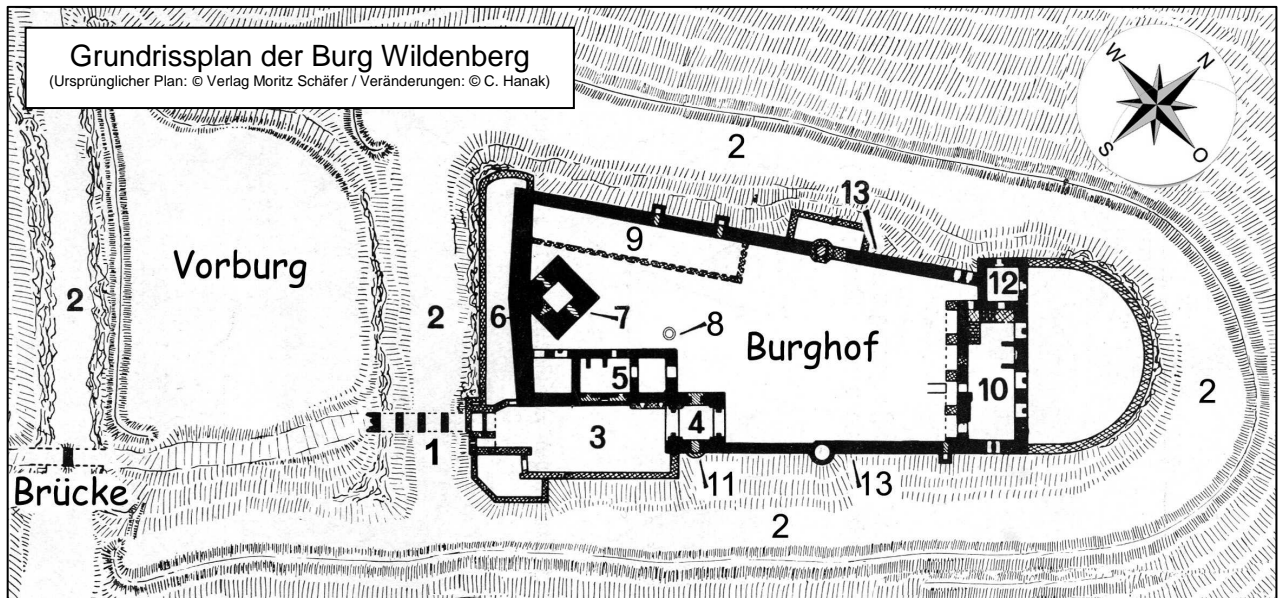 Grundrissplan der Burg Wildenberg
(Ursprünglicher Plan: © Verlag Moritz Schäfer / Veränderungen: © C. Hanak)
W N
S O
2
13
9
Vorburg
12
2
2
6
7
8
Burghof
5
10
2
4
3
1
Brücke
11
13
2